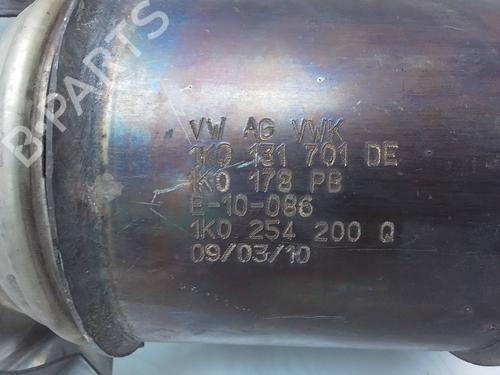 B-PARTS
VW AG VWK
1K0 131 701 DE
1K0 178 PB
E-10-086
1K0 254 200 Q
09/03/10